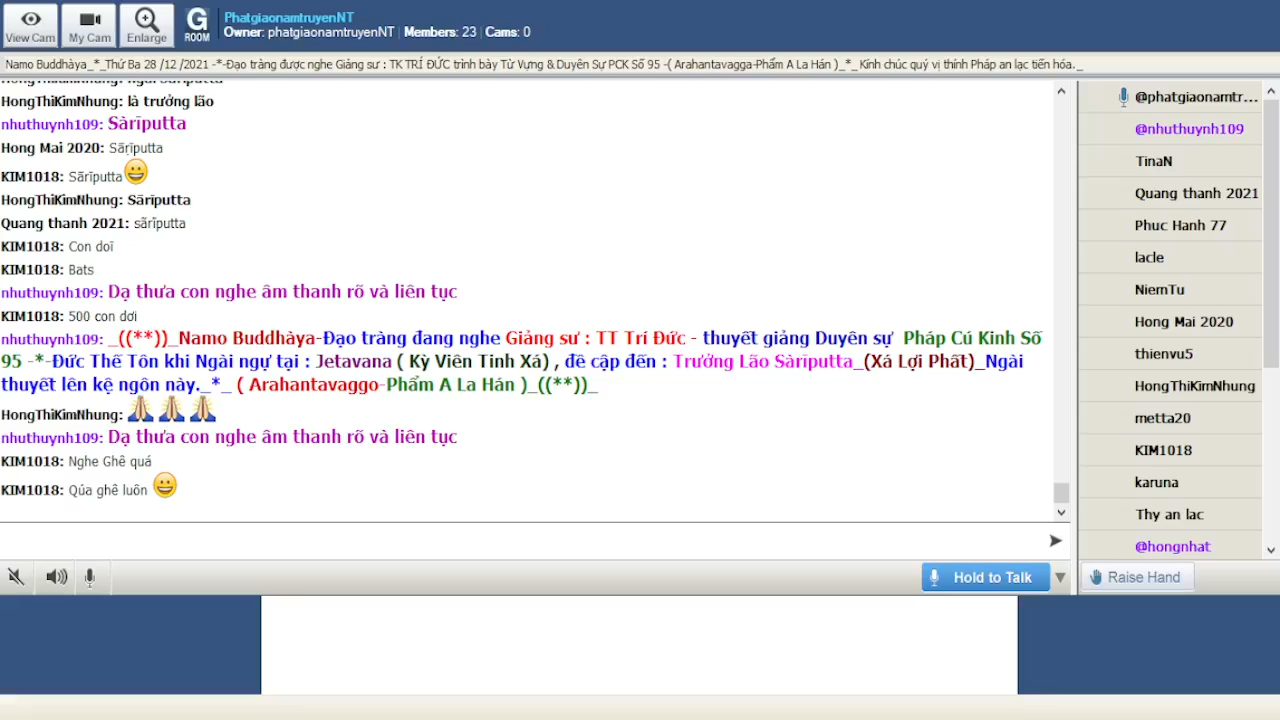 View Cam
My Cam
Enlarge
G
ROOM
PhatgiaonamtruyenNT
Owner: phatgiaonamtruyenNT | Members: 23 | Cams: 0
Namo Buddhàya_*_Thứ Ba 28 /12 /2021 -*-Đạo tràng được nghe Giảng sư : TK TRÍ ĐỨC trình bày Từ Vựng & Duyên Sự PCK Số 95 -( Arahantavagga-Phẩm A La Hán )_*_ Kính chúc quý vị thính Pháp an lạc tiến hóa._
HongThiKimNhung: là trưởng lão
nhuthuynh109: Sàrīputta
Hong Mai 2020: Sãrĩputta
KIM1018: Sãrĩputta
HongThiKimNhung: Sãrĩputta
Quang thanh 2021: sãrĩputta
KIM1018: Con doĩ
KIM1018: Bats
nhuthuynh109: Dạ thưa con nghe âm thanh rõ và liên tục
KIM1018: 500 con dơi
nhuthuynh109: _((**))_Namo Buddhàya-Đạo tràng đang nghe Giảng sư : TT Trí Đức - thuyết giảng Duyên sự Pháp Cú Kinh Số
95 -*-Đức Thế Tôn khi Ngài ngự tại : Jetavana ( Kỳ Viên Tinh Xá) , đề cập đến : Trưởng Lão Sàrīputta_(Xá Lợi Phất)_Ngài
thuyết lên kệ ngôn này._*_ ( Arahantavaggo-Phẩm A La Hán )_((**))_
HongThiKimNhung:
nhuthuynh109: Dạ thưa con nghe âm thanh rõ và liên tục
KIM1018: Nghe Ghê quá
KIM1018: Qúa ghê luôn
@phatgiaonamtr...
@nhuthuynh109
TinaN
Quang thanh 2021
Phuc Hanh 77
lacle
NiemTu
Hong Mai 2020
thienvu5
HongThiKimNhung
metta20
KIM1018
karuna
Thy an lac
@hongnhat
Hold to Talk
Raise Hand